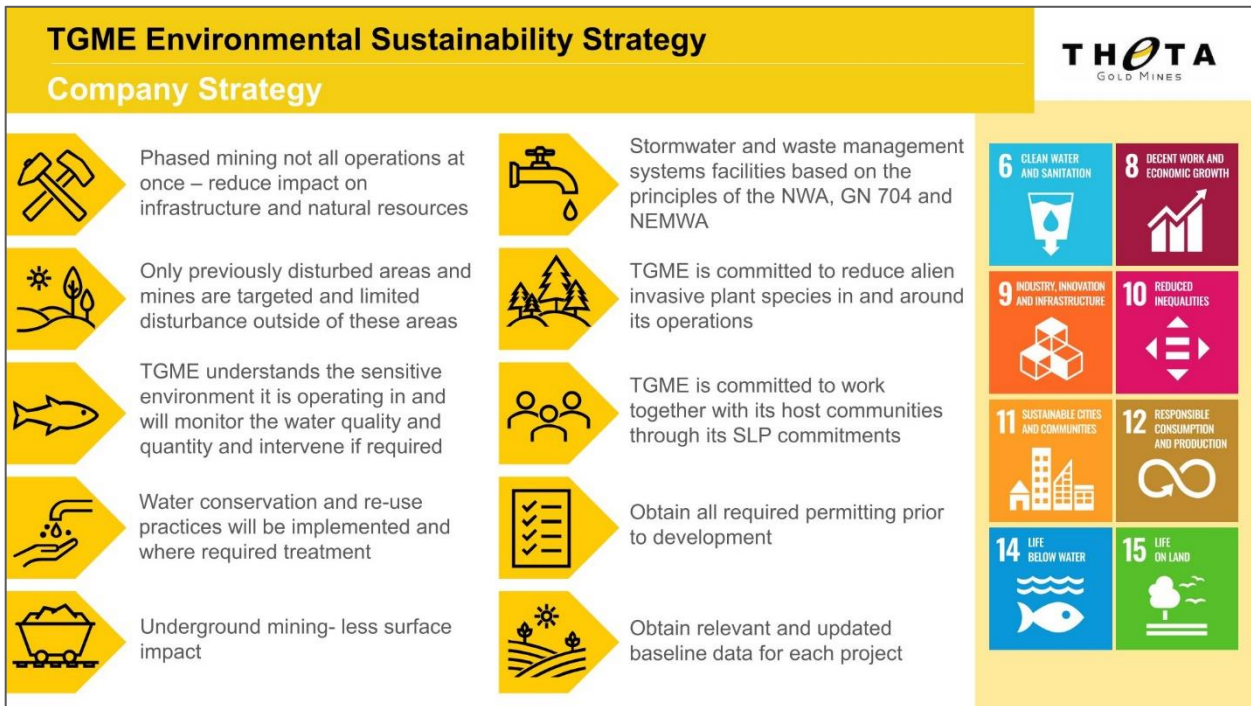 TGME Environmental Sustainability Strategy
Company Strategy
THETA
GOLD MINES
Phased mining not all operations at
once – reduce impact on
infrastructure and natural resources
Only previously disturbed areas and
mines are targeted and limited
disturbance outside of these areas
TGME understands the sensitive
environment it is operating in and
will monitor the water quality and
quantity and intervene if required
Water conservation and re-use
practices will be implemented and
where required treatment
Underground mining- less surface
impact
Stormwater and waste management
systems facilities based on the
principles of the NWA, GN 704 and
NEMWA
TGME is committed to reduce alien
invasive plant species in and around
its operations
TGME is committed to work
together with its host communities
through its SLP commitments
Obtain all required permitting prior
to development
Obtain relevant and updated
baseline data for each project
6 CLEAN WATER
AND SANITATION
8 DECENT WORK AND
ECONOMIC GROWTH
9 INDUSTRY, INNOVATION
AND INFRASTRUCTURE
10 REDUCED
INEQUALITIES
11 SUSTAINABLE CITIES
AND COMMUNITIES
12 RESPONSIBLE
CONSUMPTION
AND PRODUCTION
14 LIFE
BELOW WATER
15 LIFE
ON LAND